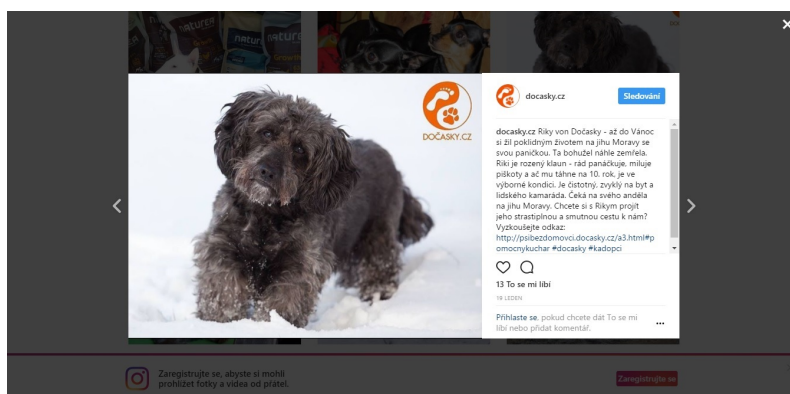 naturea
naturea
DOČASKY.CZ
docasky.cz
Sledování
docasky.cz Riky von Dočasky - až do Vánoc
si žil poklidným životem na jihu Moravy se
svou paničkou. Ta bohužel náhle zemřela.
Riki je rozený klaun - rád panáčkuje, miluje
piškoty a ač mu táhne na 10. rok, je ve
výborné kondici. Je čistotný, zvyklý na byt a
lidského kamaráda. Čeká na svého anděla
na jihu Moravy. Chcete si s Rikym projít
jeho strastiplnou a smutnou cestu k nám?
Vyzkoušejte odkaz:
http://psibezdomovci.docasky.cz/a3.html#p
omocnykuchar #docasky #kadopci
13 To se mi líbí
19 LEDEN
Přihlaste se, pokud chcete dát To se mi
líbí nebo přidat komentář.
Zaregistrujte se, abyste si mohli
prohlížet fotky a videa od přátel.
Zaregistrujte se